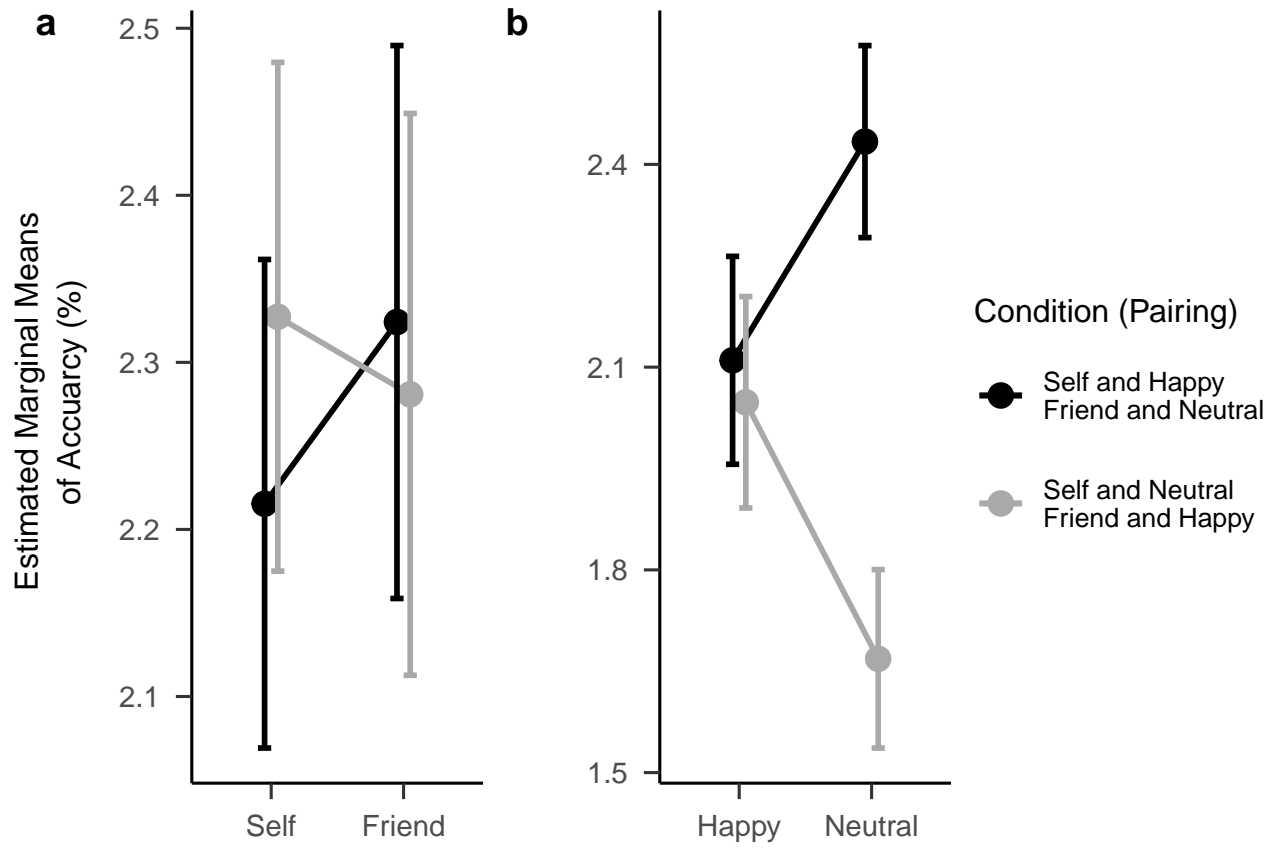 a
b
Estimated Marginal Means
of Accuarcy (%)
2.5
2.4
2.3
2.2
2.1
Self
Friend
2.4
2.1
1.8
1.5
Happy
Neutral
Condition (Pairing)
Self and Happy
Friend and Neutral
Self and Neutral
Friend and Happy